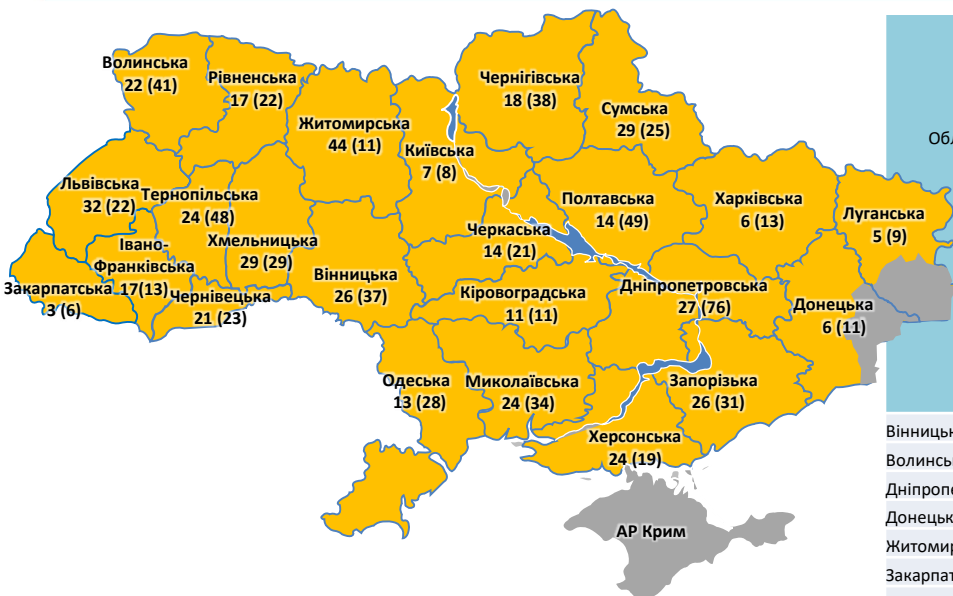 Волинська
22 (41)
Рівненська
17 (22)
Житомирська
44 (11)
Київська
7 (8)
Чернігівська
18 (38)
Сумська
29 (25)
Львівська
32 (22)
Тернопільська
24 (48)
Хмельницька
29 (29)
Івано-
Франківська
17(13)
Закарпатська
3 (6)
Чернівецька
21 (23)
Вінницька
26 (37)
Черкаська
14 (21)
Полтавська
14 (49)
Харківська
6 (13)
Луганська
5 (9)
Кіровоградська
11 (11)
Дніпропетровська
27 (76)
Донецька
6 (11)
Одеська
13 (28)
Миколаївська
24 (34)
Запорізька
26 (31)
Херсонська
24 (19)
АР Крим